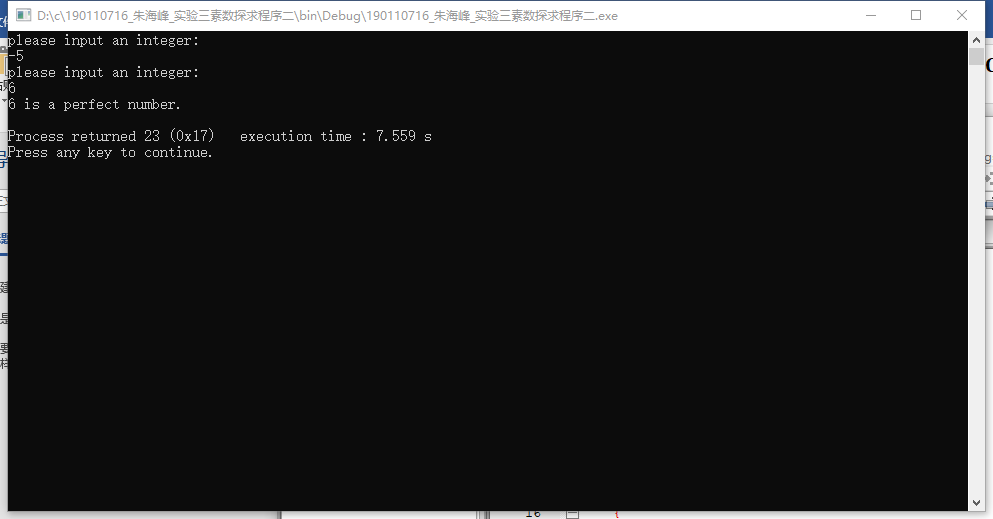 D:\c\190110716_朱海峰_实验三素数探求程序二\bin\Debug\190110716_朱海峰_实验三素数探求程序二.exe
please input an integer:
-5
please input an integer:
6
6 is a perfect number.
Process returned 23 (0x17)   execution time : 7.559 s
Press any key to continue.
16 {